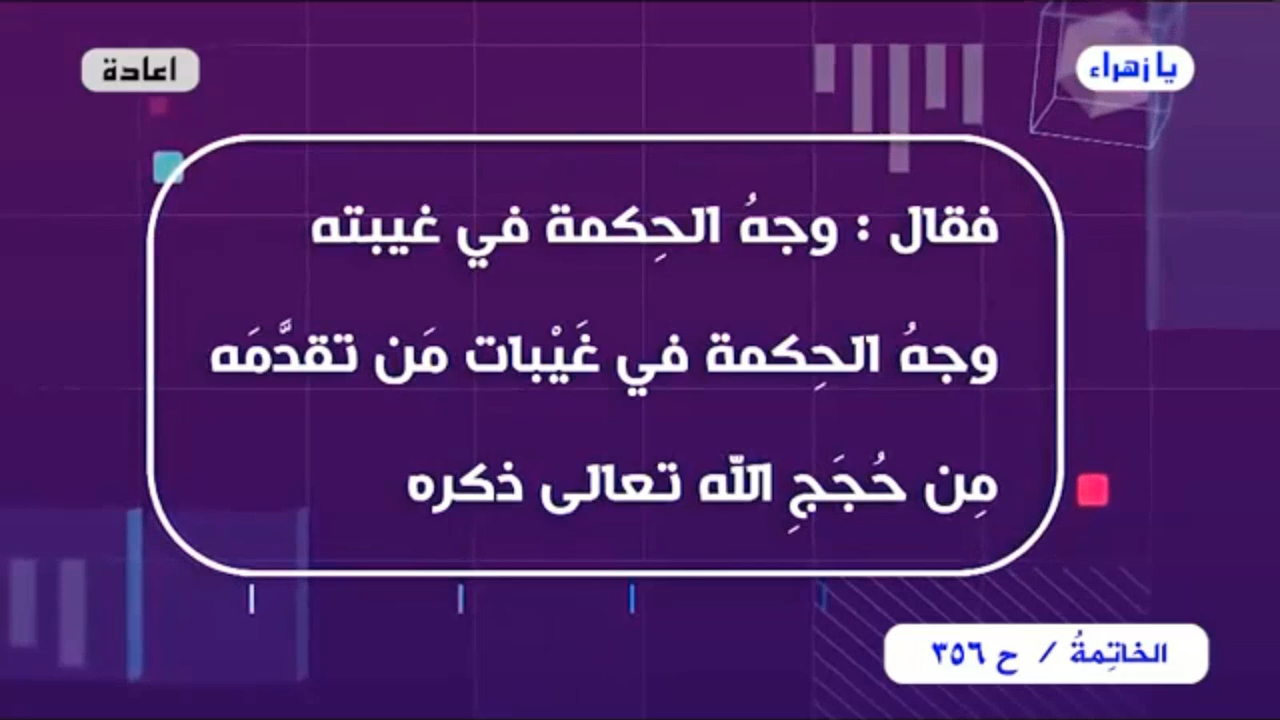 يا زهراء
اعادة
فقال : وجهُ الحِكمة في غيبته
وجهُ الحِكمة في غَيْبات مَن تقدَّمَه
مِن حُجَجِ الله تعالى ذكره
الخاتِمةُ / ح ٣٥٦